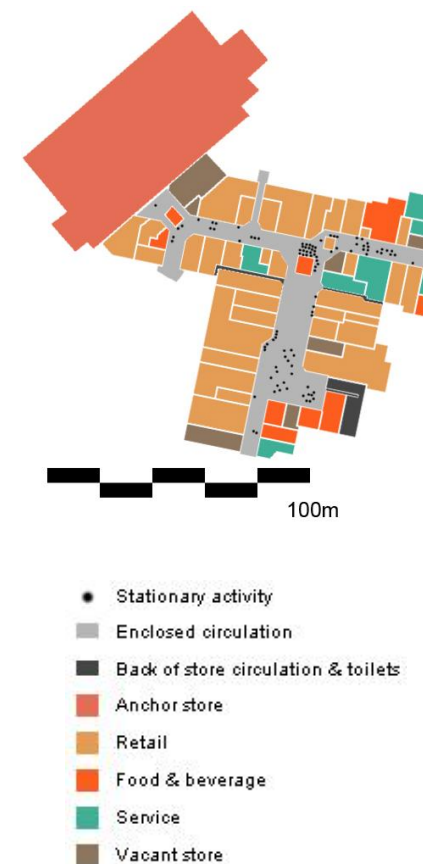 100m
Stationary activity
Enclosed circulation
Back of store circulation & toilets
Anchor store
Retail
Food & beverage
Service
Vacant store